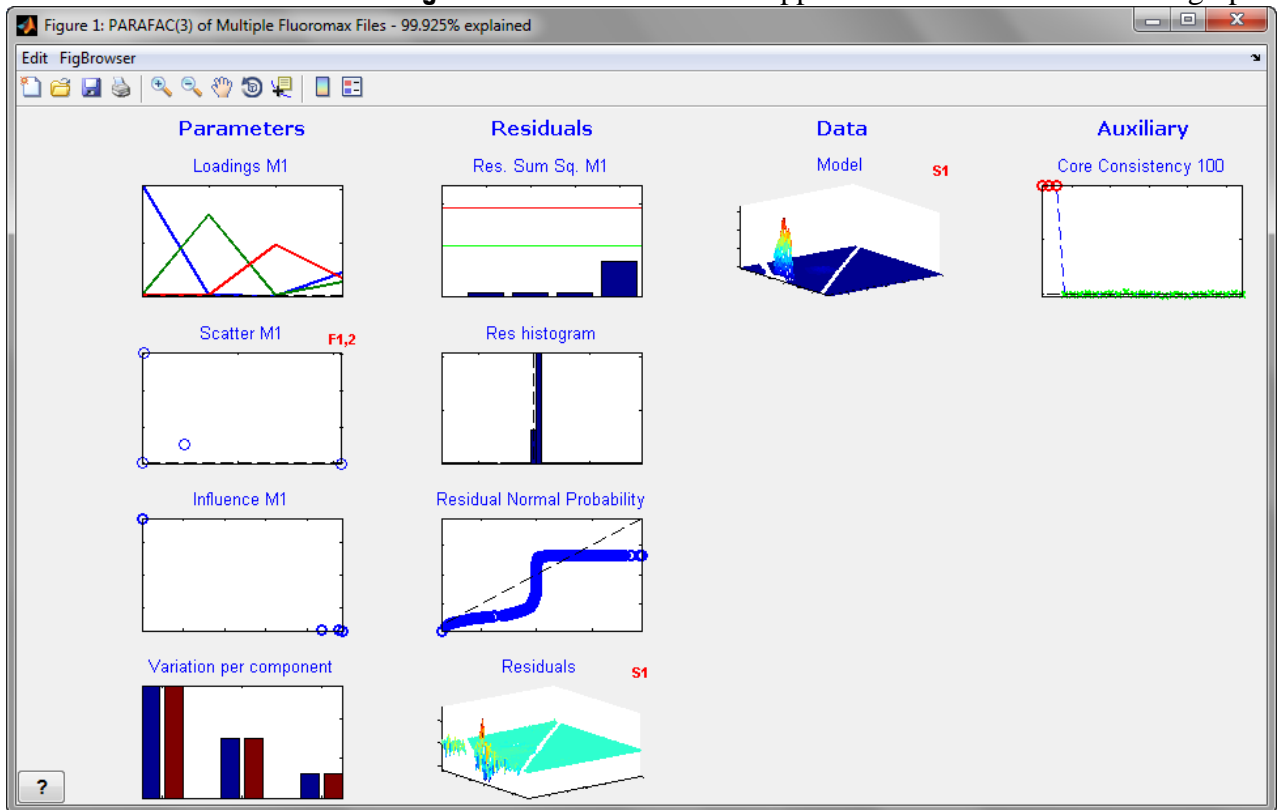 Figure 1: PARAFAC(3) of Multiple Fluoromax Files - 99.925% explained
Edit FigBrowser
Parameters Residuals Data Auxiliary
Loadings M1 Res. Sum Sq. M1 Model S1 Core Consistency 100
Scatter M1 F1,2 Res histogram
Influence M1 Residual Normal Probability
Variation per component Residuals S1
?